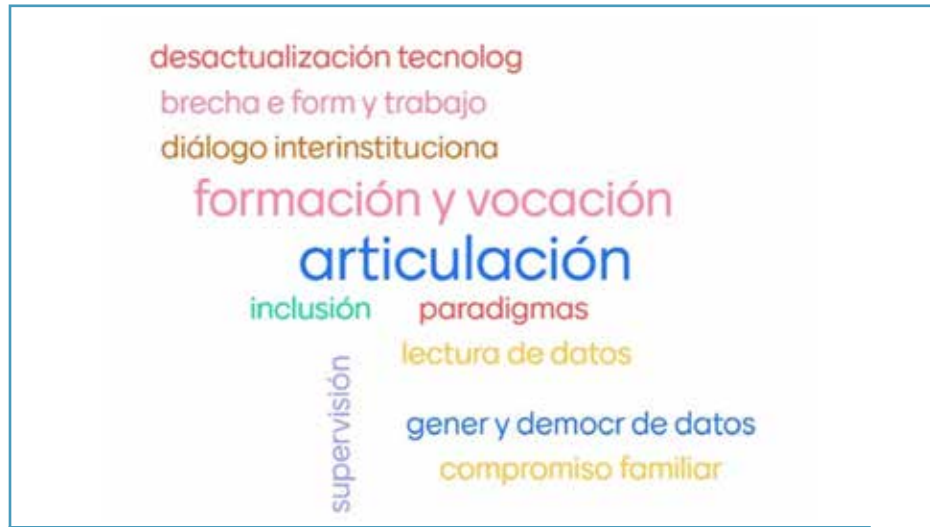 desactualización tecnolog
brecha e form y trabajo
diálogo interinstituciona
formación y vocación
articulación
inclusión
paradigmas
lectura de datos
supervisión
gener y democr de datos
compromiso familiar